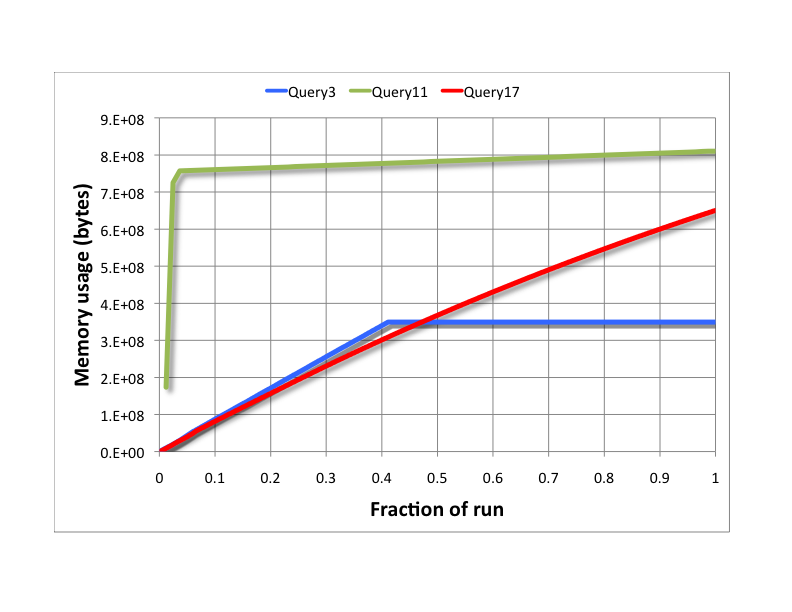 Query3 Query11 Query17
9.E+08
8.E+08
7.E+08
6.E+08
5.E+08
4.E+08
3.E+08
2.E+08
1.E+08
0.E+00
Memory usage (bytes)
0 0.1 0.2 0.3 0.4 0.5 0.6 0.7 0.8 0.9 1
Fraction of run